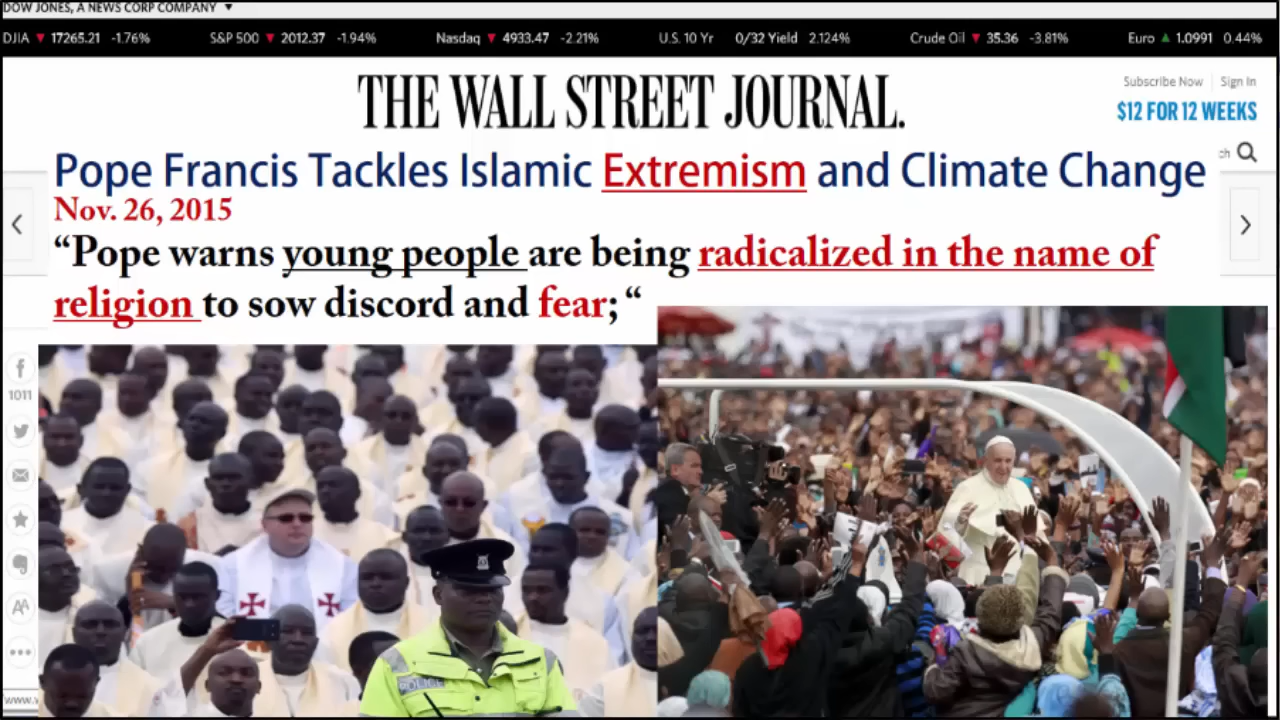 DOW JONES, A NEWS CORP COMPANY ▼
DJIA ▼ 17265.21 -1.76% S&P 500 ▼ 2012.37 -1.94% Nasdaq ▼ 4933.47 -2.21% U.S. 10 Yr 0/32 Yield 2.124% Crude Oil ▼ 35.36 -3.81% Euro ▲ 1.0991 0.44%
THE WALL STREET JOURNAL.
Subscribe Now | Sign In
$12 FOR 12 WEEKS
Pope Francis Tackles Islamic Extremism and Climate Change
Nov. 26, 2015
“Pope warns young people are being radicalized in the name of
religion to sow discord and fear; “
1011
AA
POLICE